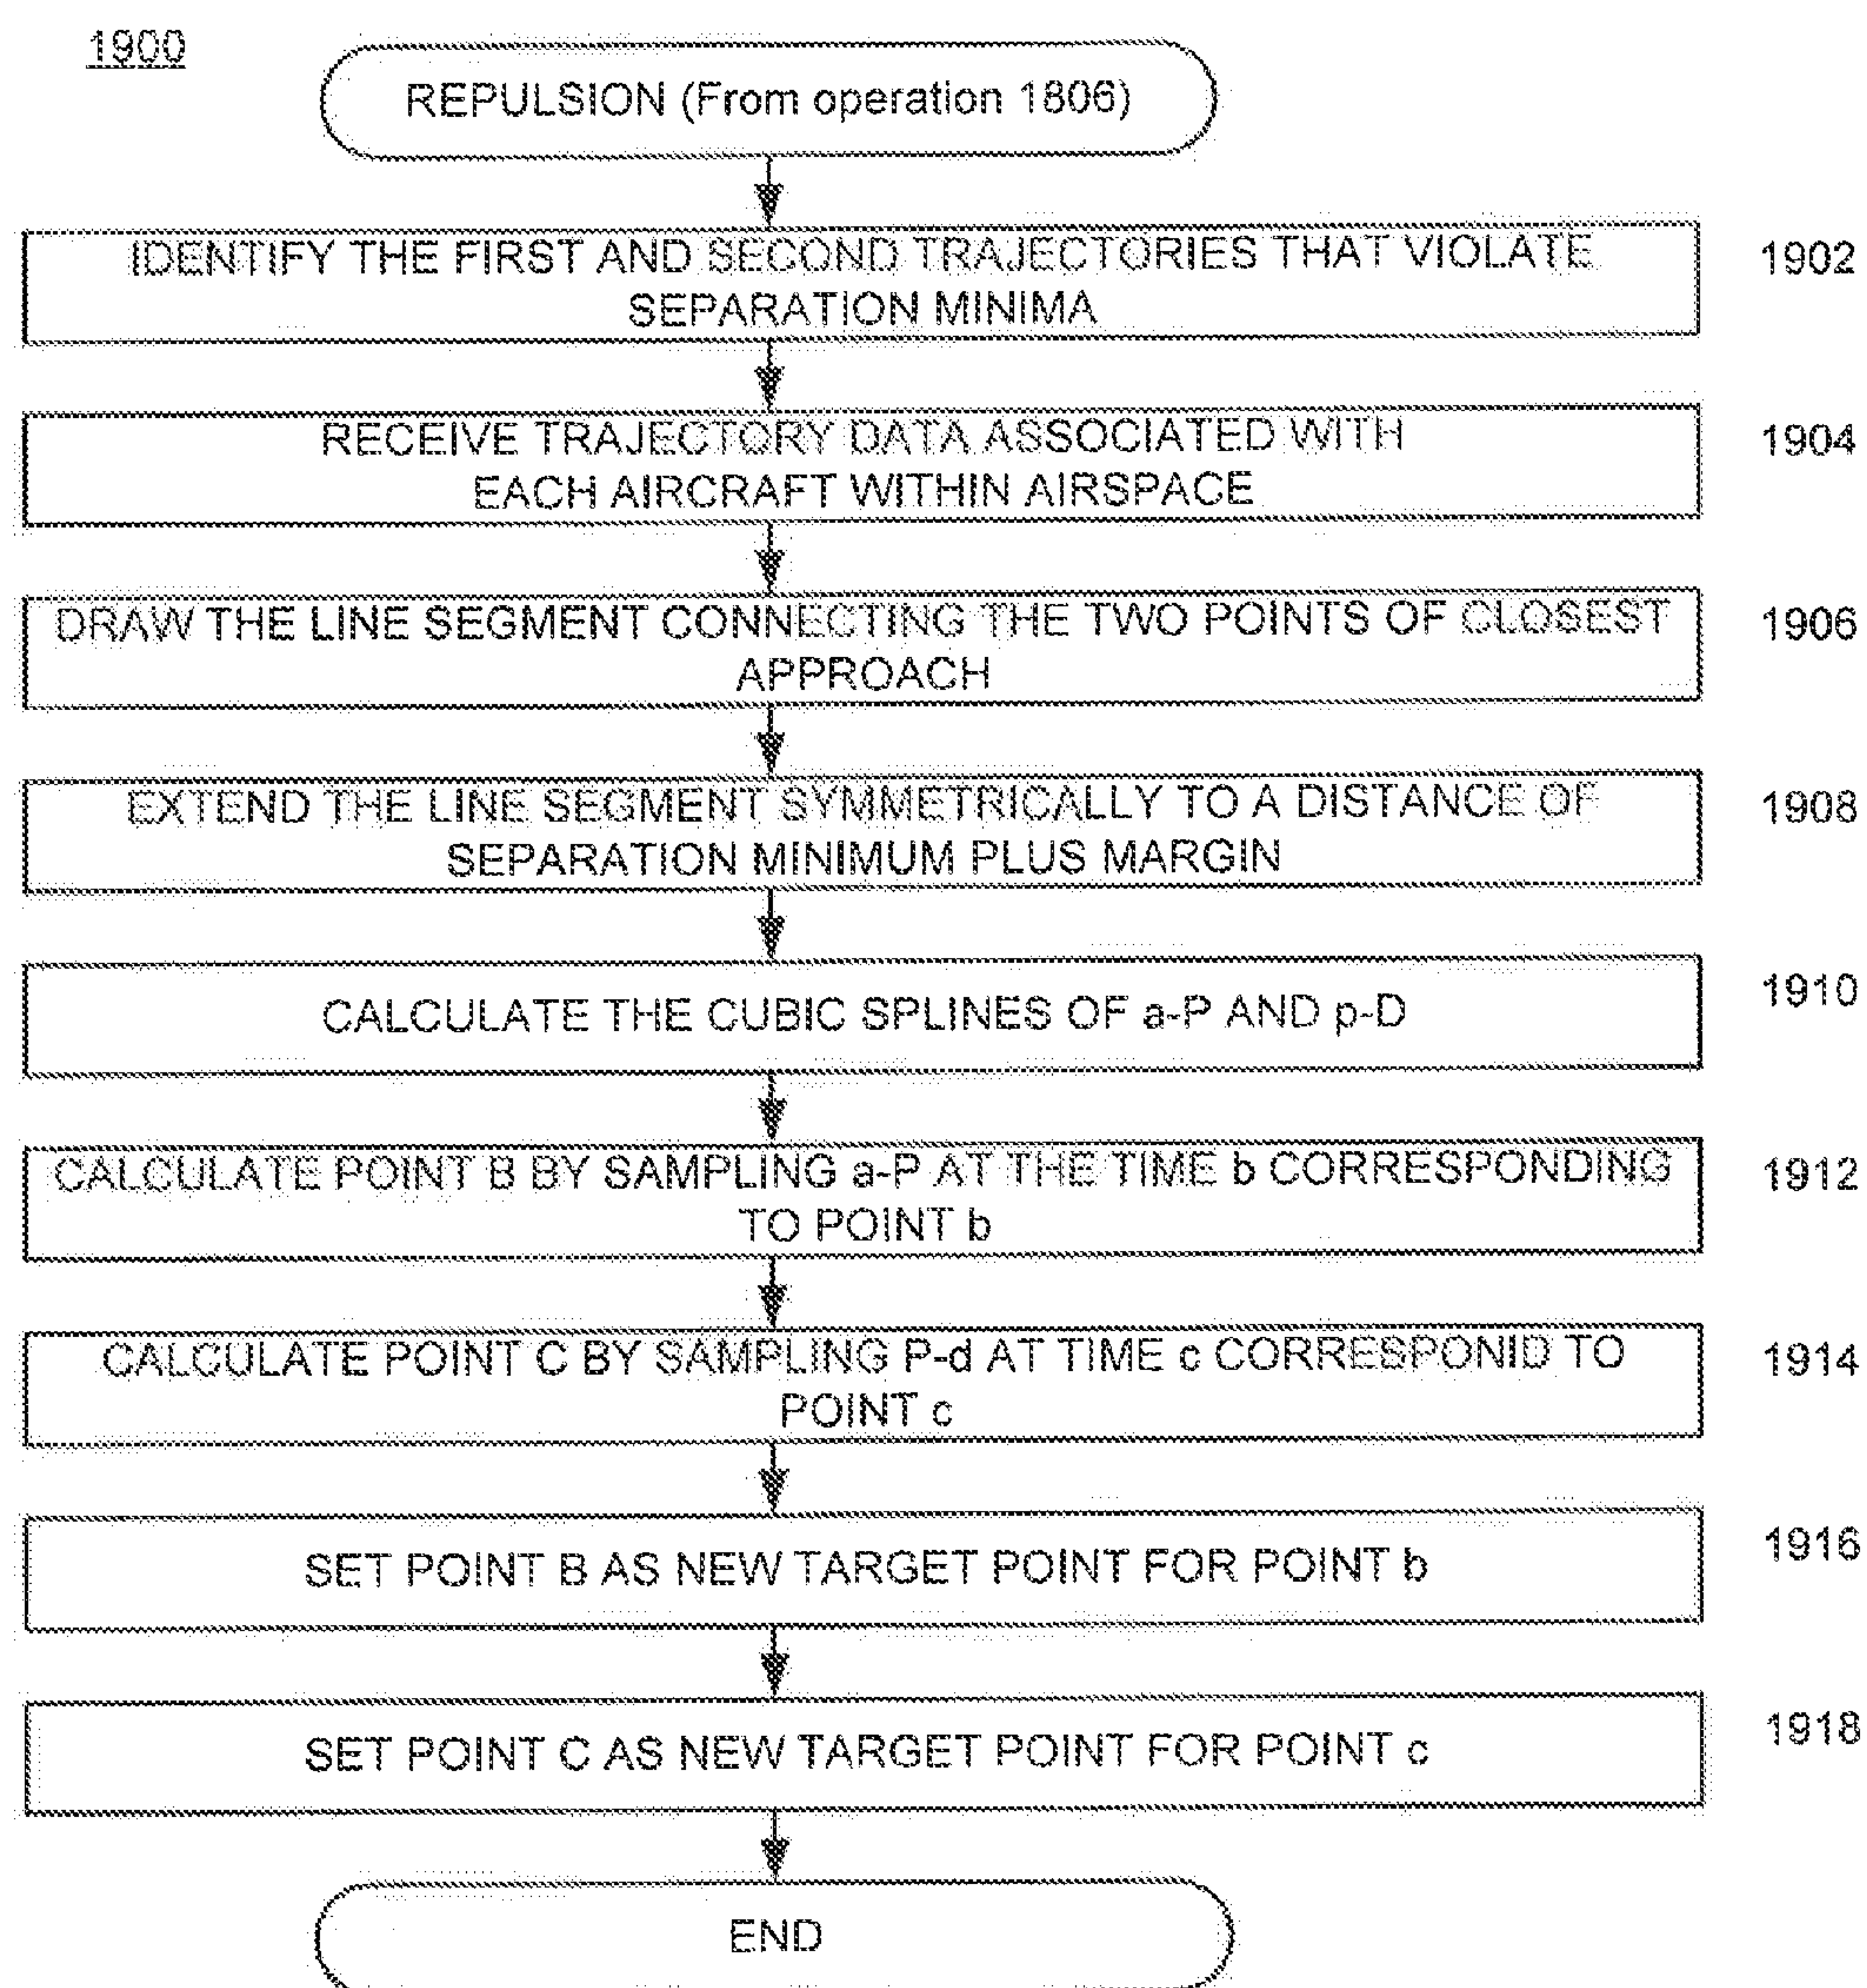 1900
REPULSION (From operation 1806)
IDENTIFY THE FIRST AND SECOND TRAJECTORIES THAT VIOLATE
SEPARATION MINIMA
1902
RECEIVE TRAJECTORY DATA ASSOCIATED WITH
EACH AIRCRAFT WITHIN AIRSPACE
1904
DRAW THE LINE SEGMENT CONNECTING THE TWO POINTS OF CLOSEST
APPROACH
1906
EXTEND THE LINE SEGMENT SYMMETRICALLY TO A DISTANCE OF
SEPARATION MINIMUM PLUS MARGIN
1908
CALCULATE THE CUBIC SPLINES OF a-P AND p-D
1910
CALCULATE POINT B BY SAMPLING a-P AT THE TIME b CORRESPONDING
TO POINT b
1912
CALCULATE POINT C BY SAMPLING P-d AT TIME c CORRESPONID TO
POINT c
1914
SET POINT B AS NEW TARGET POINT FOR POINT b
1916
SET POINT C AS NEW TARGET POINT FOR POINT c
1918
END